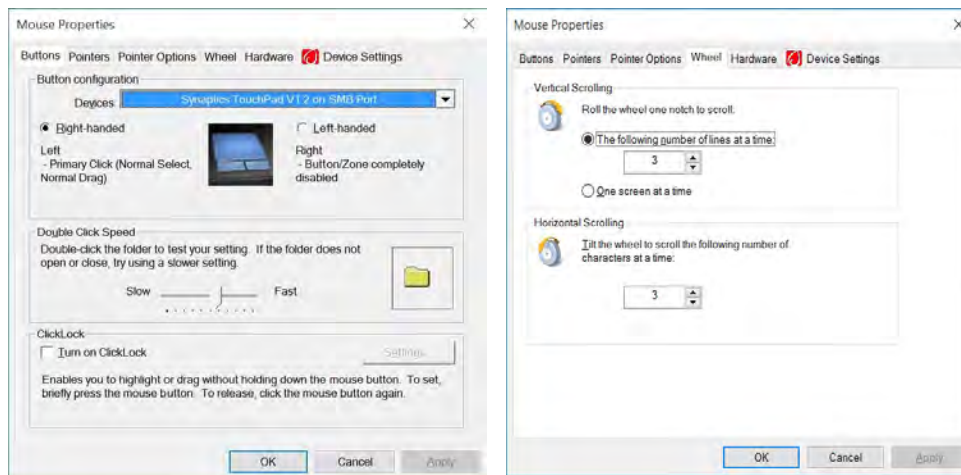 Mouse Properties
Buttons Pointers Pointer Options Wheel Hardware Device Settings
Button configuration
Devices: Synaptics TouchPad V1.2 on SMB Port
Right-handed
Left-handed
Left
- Primary Click (Normal Select,
Normal Drag)
Right
- Button/Zone completely
disabled
Double Click Speed
Double-click the folder to test your setting. If the folder does not
open or close, try using a slower setting.
Slow Fast
ClickLock
Turn on ClickLock
Settings...
Enables you to highlight or drag without holding down the mouse button. To set,
briefly press the mouse button. To release, click the mouse button again.
OK Cancel Apply
Mouse Properties
Buttons Pointers Pointer Options Wheel Hardware Device Settings
Vertical Scrolling
Roll the wheel one notch to scroll:
The following number of lines at a time:
3
One screen at a time
Horizontal Scrolling
Tilt the wheel to scroll the following number of
characters at a time:
3
OK Cancel Apply